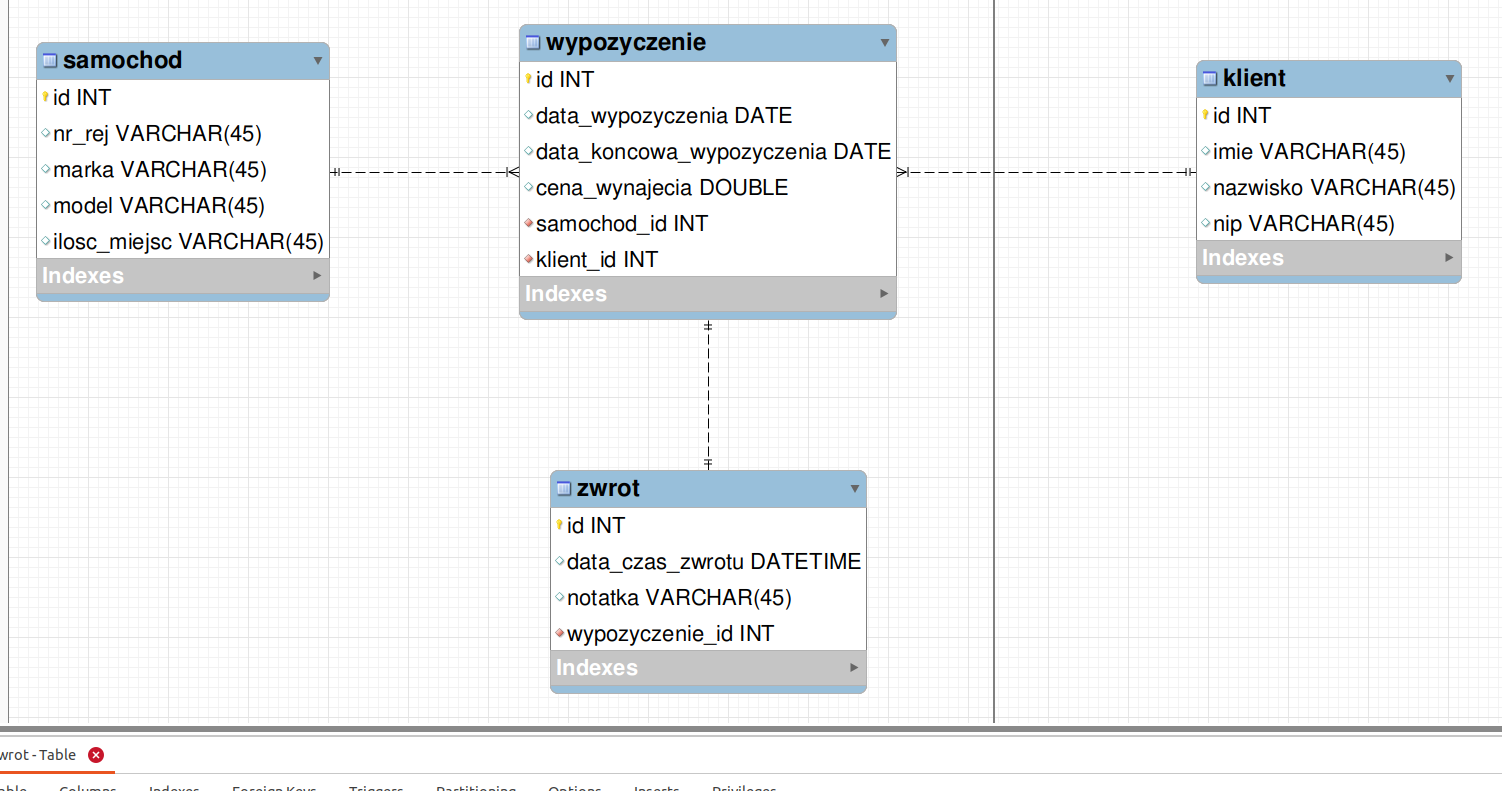 samochod
id INT
nr_rej VARCHAR(45)
marka VARCHAR(45)
model VARCHAR(45)
ilosc_miejsc VARCHAR(45)
Indexes
wypozyczenie
id INT
data_wypozyczenia DATE
data_koncowa_wypozyczenia DATE
cena_wynajecia DOUBLE
samochod_id INT
klient_id INT
Indexes
klient
id INT
imie VARCHAR(45)
nazwisko VARCHAR(45)
nip VARCHAR(45)
Indexes
zwrot
id INT
data_czas_zwrotu DATETIME
notatka VARCHAR(45)
wypozyczenie_id INT
Indexes
wrot - Table
able Columns Indexes Foreign Keys Triggers Partitioning Options Inserts Privileges